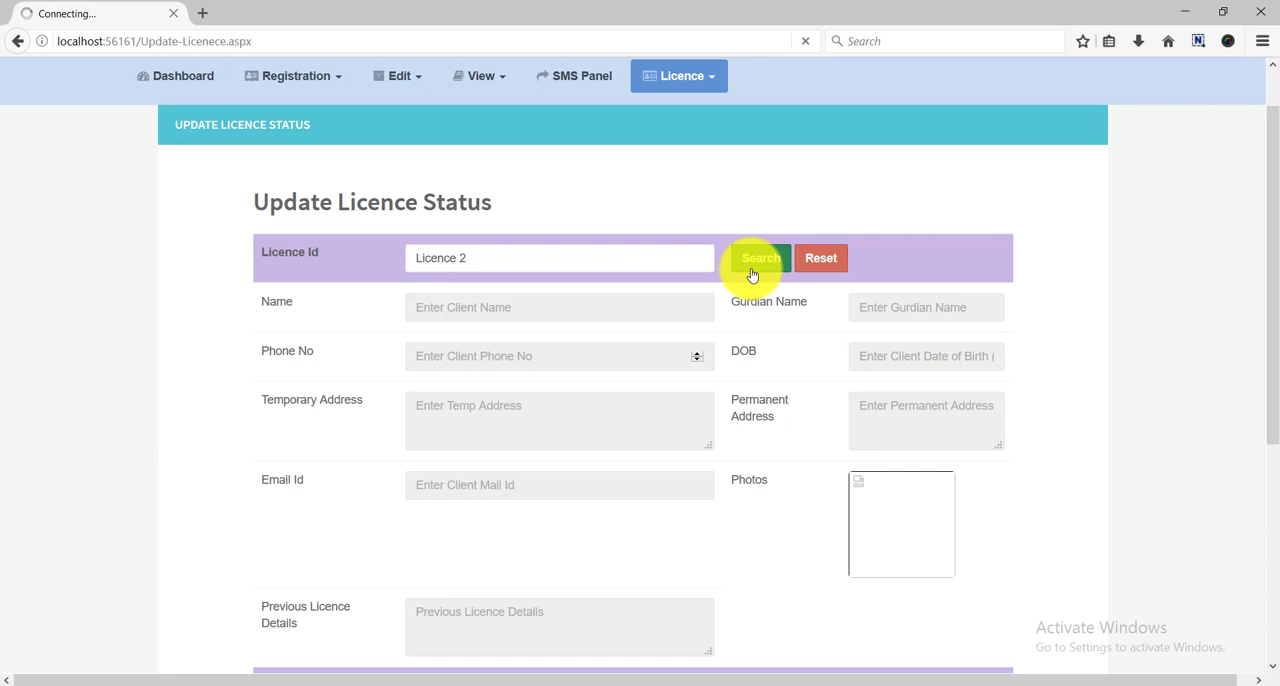 Connecting...
localhost:56161/Update-Licenece.aspx
Search
Dashboard
Registration
Edit
View
SMS Panel
Licence
UPDATE LICENCE STATUS
Update Licence Status
Licence Id
Licence 2
Search
Reset
Name
Enter Client Name
Gurdian Name
Enter Gurdian Name
Phone No
Enter Client Phone No
DOB
Enter Client Date of Birth (
Temporary Address
Enter Temp Address
Permanent
Address
Enter Permanent Address
Email Id
Enter Client Mail Id
Photos
Previous Licence
Details
Previous Licence Details
Activate Windows
Go to Settings to activate Windows.